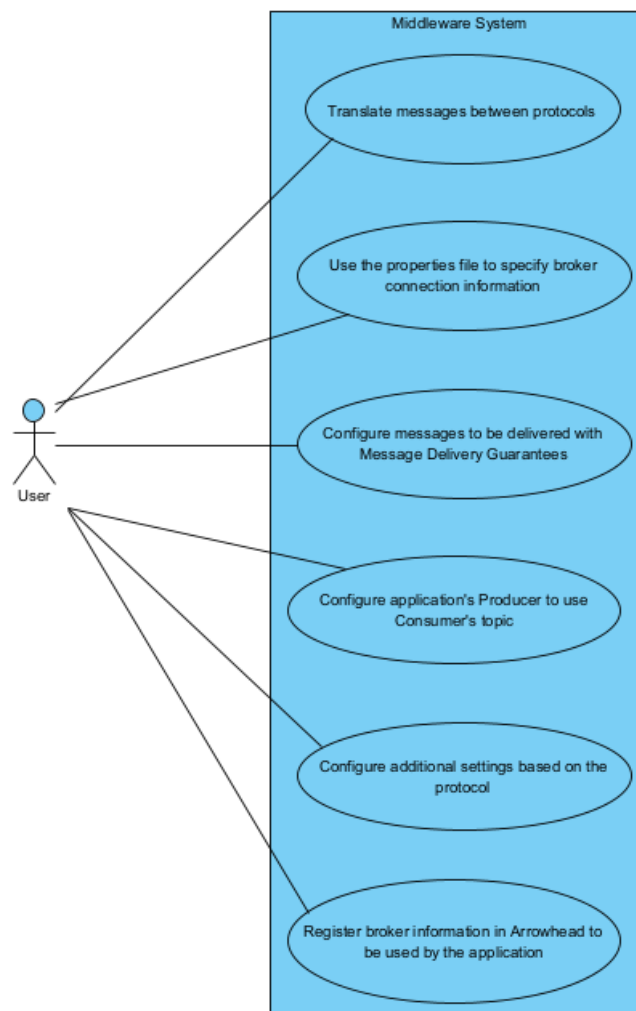 Middleware System
Translate messages between protocols
Use the properties file to specify broker
connection information
Configure messages to be delivered with
Message Delivery Guarantees
User
Configure application's Producer to use
Consumer's topic
Configure additional settings based on the
protocol
Register broker information in Arrowhead to
be used by the application